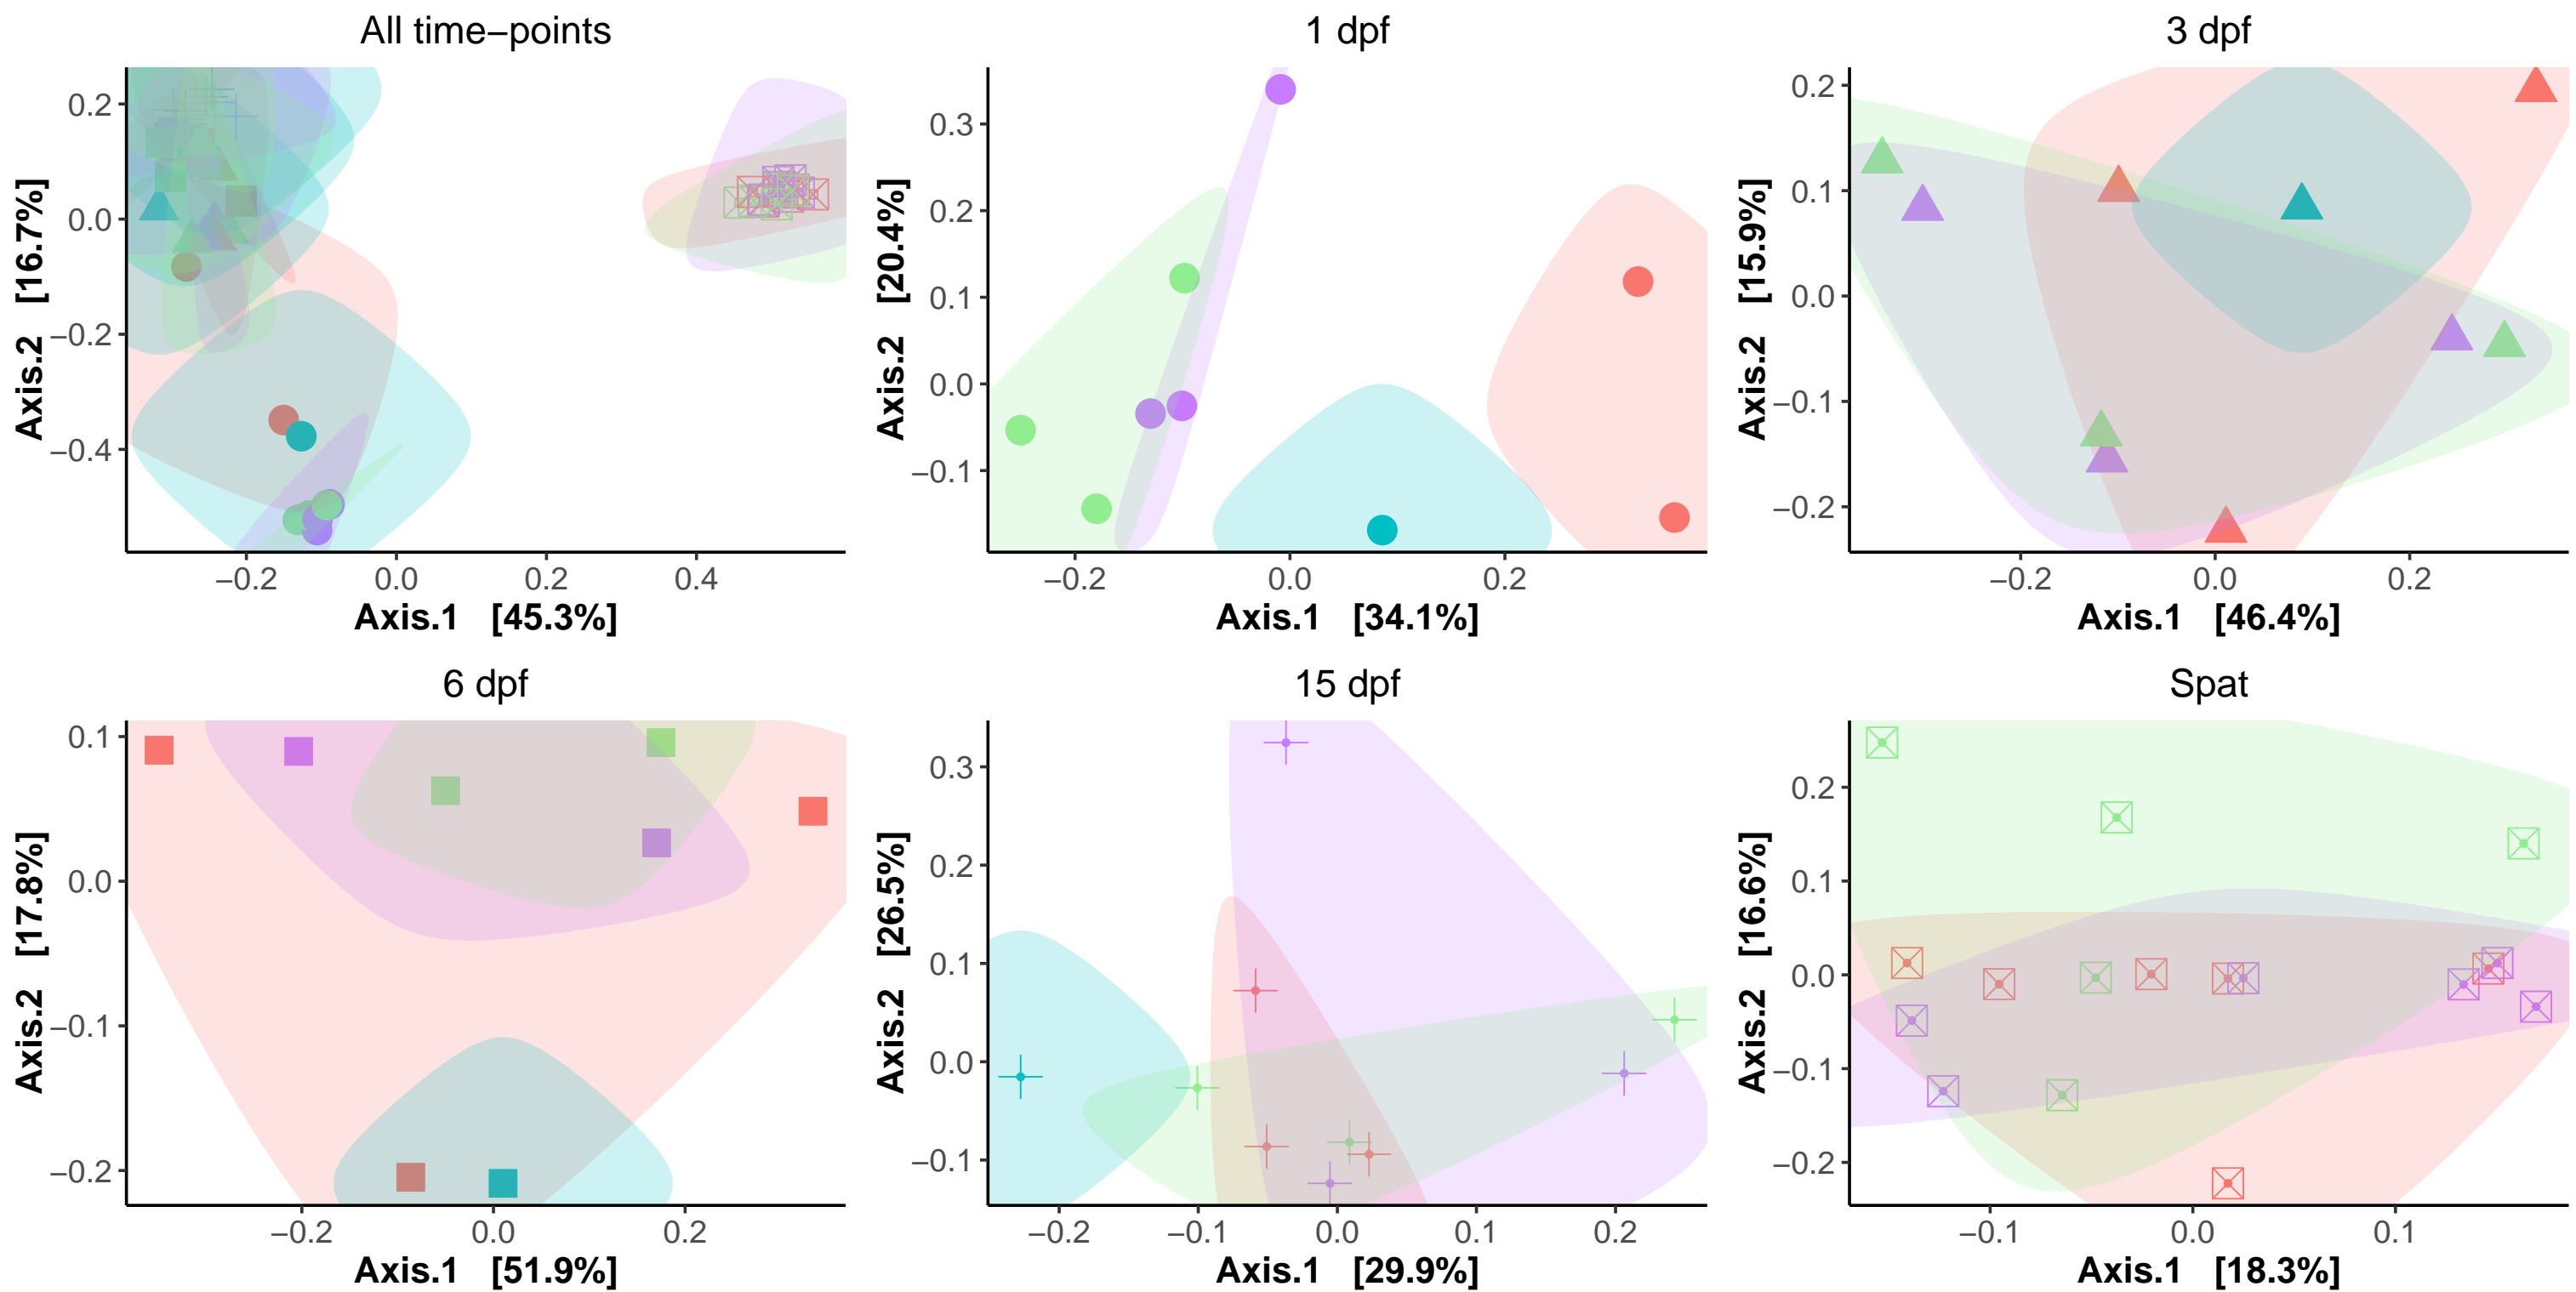 All time–points
0.2
0.0
−0.2
−0.4
Axis.2 [16.7%]
−0.2 0.0 0.2 0.4
Axis.1 [45.3%]
1 dpf
0.3
0.2
0.1
0.0
−0.1
Axis.2 [20.4%]
−0.2 0.0 0.2
Axis.1 [34.1%]
3 dpf
0.2
0.1
0.0
−0.1
−0.2
Axis.2 [15.9%]
−0.2 0.0 0.2
Axis.1 [46.4%]
6 dpf
0.1
0.0
−0.1
−0.2
Axis.2 [17.8%]
−0.2 0.0 0.2
Axis.1 [51.9%]
15 dpf
0.3
0.2
0.1
0.0
−0.1
Axis.2 [26.5%]
−0.2 −0.1 0.0 0.1 0.2
Axis.1 [29.9%]
Spat
0.2
0.1
0.0
−0.1
−0.2
Axis.2 [16.6%]
−0.1 0.0 0.1
Axis.1 [18.3%]